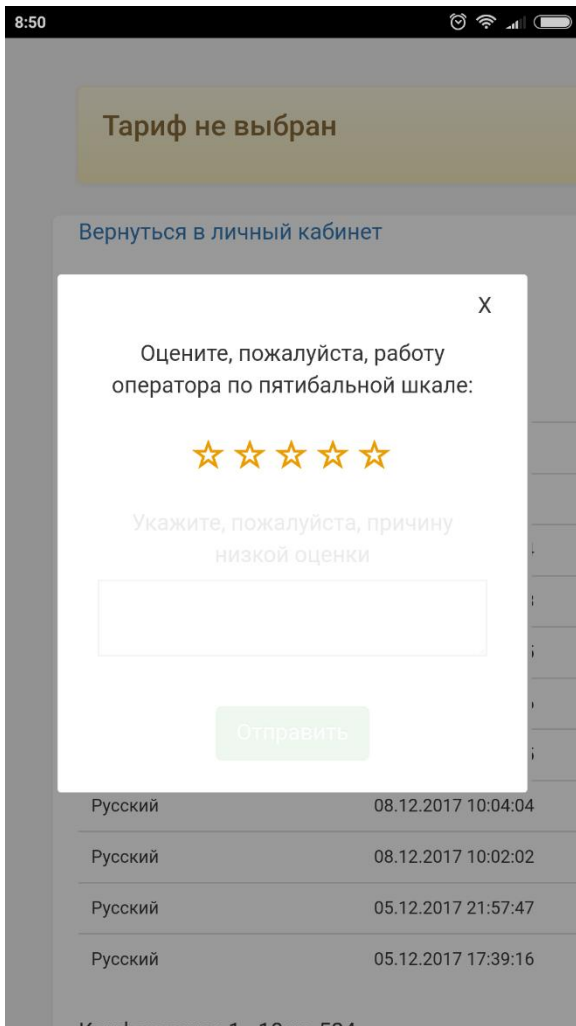 8:50
Тариф не выбран
Вернуться в личный кабинет
X
Оцените, пожалуйста, работу
оператора по пятибальной шкале:
Укажите, пожалуйста, причину
низкой оценки
Отправить
Русский 08.12.2017 10:04:04
Русский 08.12.2017 10:02:02
Русский 05.12.2017 21:57:47
Русский 05.12.2017 17:39:16